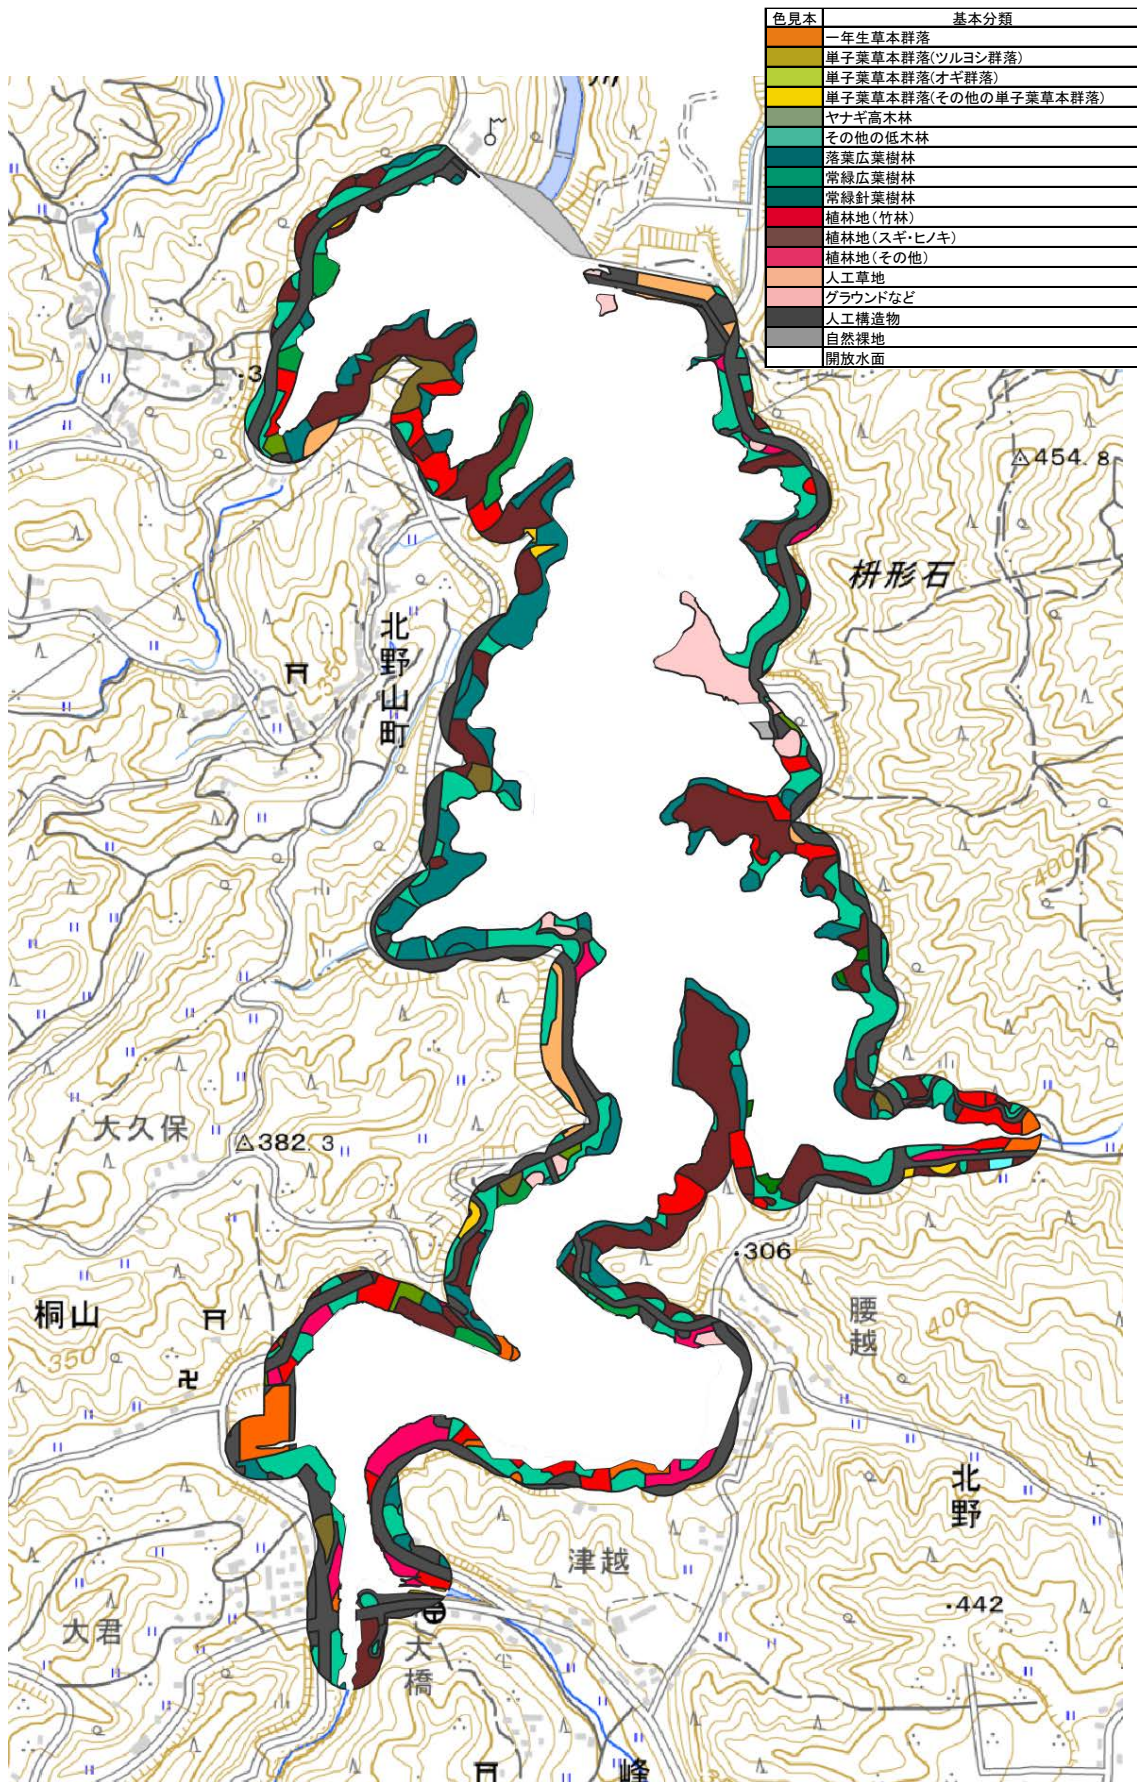 色見本 基本分類
一年生草本群落
単子葉草本群落(ツルヨシ群落)
単子葉草本群落(オギ群落)
単子葉草本群落(その他の単子葉草本群落)
ヤナギ高木林
その他の低木林
落葉広葉樹林
常緑広葉樹林
常緑針葉樹林
植林地(竹林)
植林地(スギ・ヒノキ)
植林地(その他)
人工草地
グラウンドなど
人工構造物
自然裸地
開放水面
454.8
枡形石
北野山町
350
400
大久保
382.3
306
桐山
350
腰越
400
北野
津越
442
大君
大橋
峰